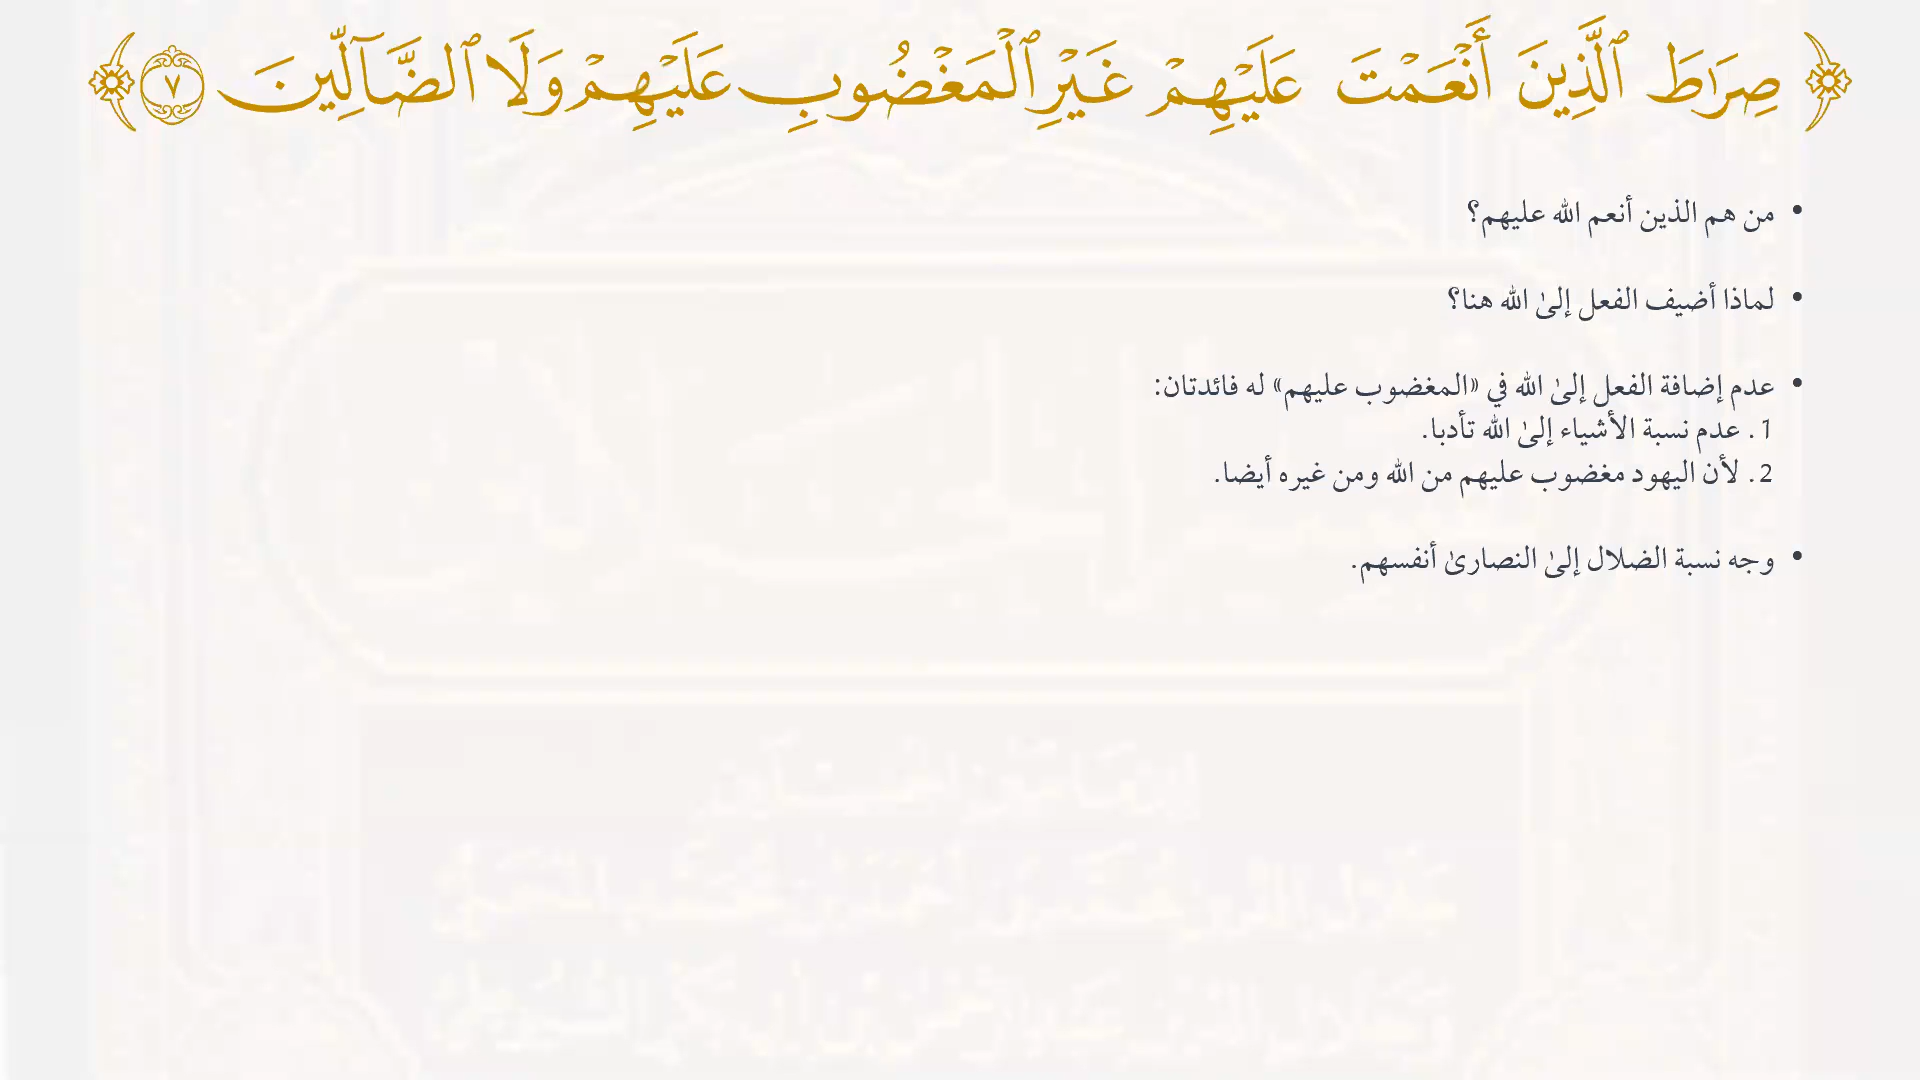 ﴿ صِرَٰطَ ٱلَّذِينَ أَنْعَمْتَ عَلَيْهِمْ غَيْرِ ٱلْمَغْضُوبِ عَلَيْهِمْ وَلَا ٱلضَّآلِّينَ ٧ ﴾
• من هم الذين أنعم الله عليهم؟
• لماذا أضيف الفعل إلىٰ الله هنا؟
• عدم إضافة الفعل إلىٰ الله في «المغضوب عليهم» له فائدتان:
1. عدم نسبة الأشياء إلىٰ الله تأدبا.
2. لأن اليهود مغضوب عليهم من الله ومن غيره أيضا.
• وجه نسبة الضلال إلىٰ النصارىٰ أنفسهم.